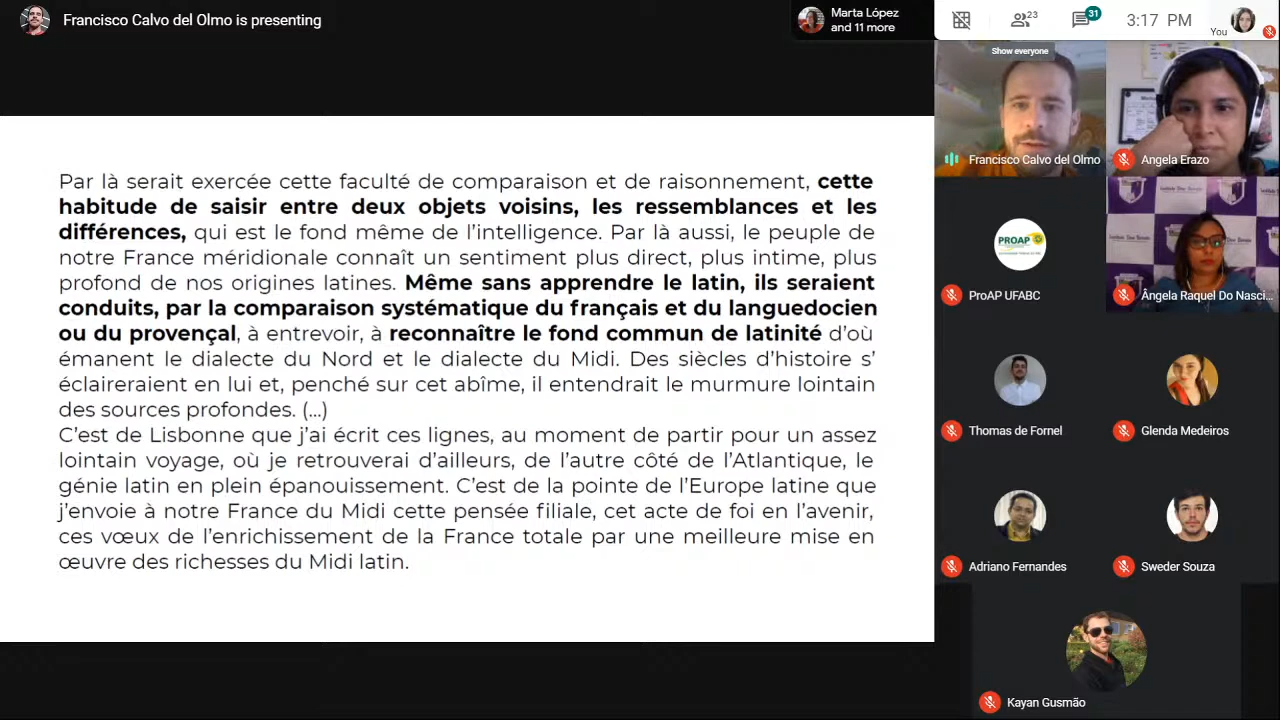 Francisco Calvo del Olmo is presenting
Marta López
and 11 more
23
31
3:17 PM
You
Show everyone
Par là serait exercée cette faculté de comparaison et de raisonnement, cette
habitude de saisir entre deux objets voisins, les ressemblances et les
différences, qui est le fond même de l'intelligence. Par là aussi, le peuple de
notre France méridionale connaît un sentiment plus direct, plus intime, plus
profond de nos origines latines. Même sans apprendre le latin, ils seraient
conduits, par la comparaison systématique du français et du languedocien
ou du provençal, à entrevoir, à reconnaître le fond commun de latinité d'où
émanent le dialecte du Nord et le dialecte du Midi. Des siècles d'histoire s'
éclaireraient en lui et, penché sur cet abîme, il entendrait le murmure lointain
des sources profondes. (...)
C'est de Lisbonne que j'ai écrit ces lignes, au moment de partir pour un assez
lointain voyage, où je retrouverai d'ailleurs, de l'autre côté de l'Atlantique, le
génie latin en plein épanouissement. C'est de la pointe de l'Europe latine que
j'envoie à notre France du Midi cette pensée filiale, cet acte de foi en l'avenir,
ces vœux de l'enrichissement de la France totale par une meilleure mise en
œuvre des richesses du Midi latin.
Francisco Calvo del Olmo
Angela Erazo
PROAP
ProAP UFABC
Ângela Raquel Do Nasci...
Thomas de Fornel
Glenda Medeiros
Adriano Fernandes
Sweder Souza
Kayan Gusmão